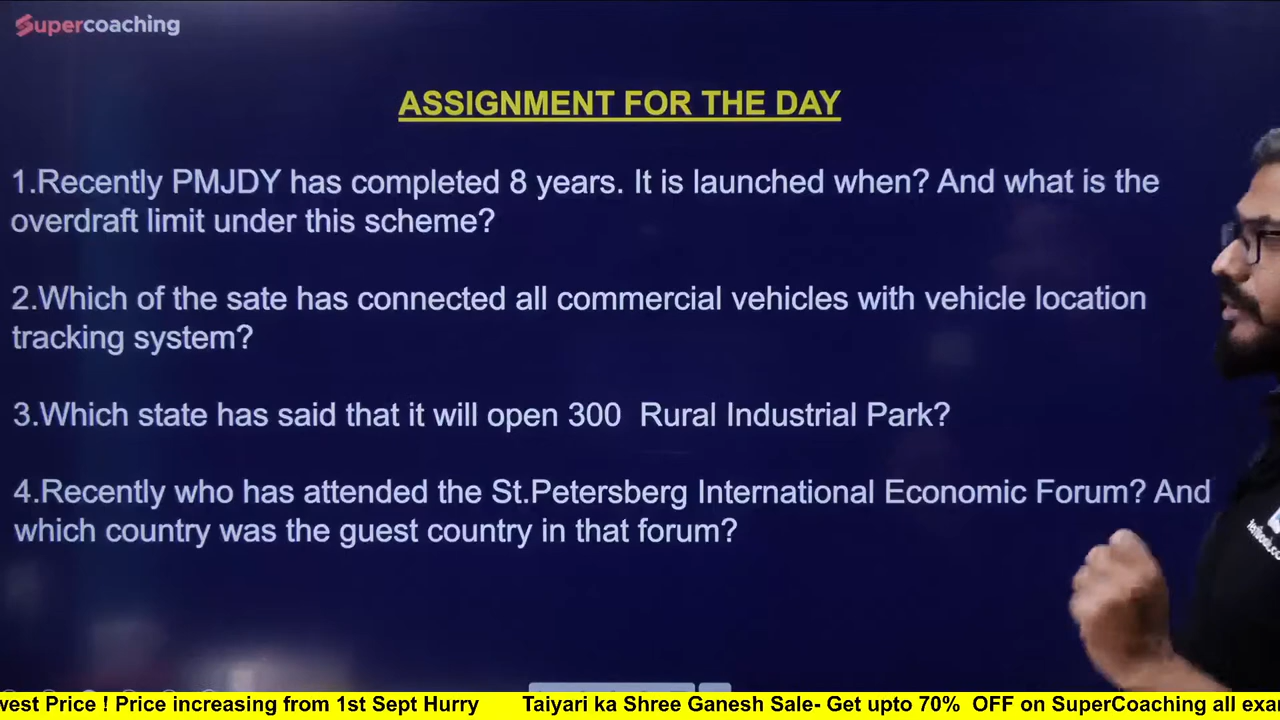 Supercoaching
ASSIGNMENT FOR THE DAY
1.Recently PMJDY has completed 8 years. It is launched when? And what is the
overdraft limit under this scheme?
2.Which of the sate has connected all commercial vehicles with vehicle location
tracking system?
3.Which state has said that it will open 300 Rural Industrial Park?
4.Recently who has attended the St.Petersberg International Economic Forum? And
which country was the guest country in that forum?
Price ! Price increasing from 1st Sept Hurry Taiyari ka Shree Ganesh Sale- Get upto 70% OFF on SuperCoaching all